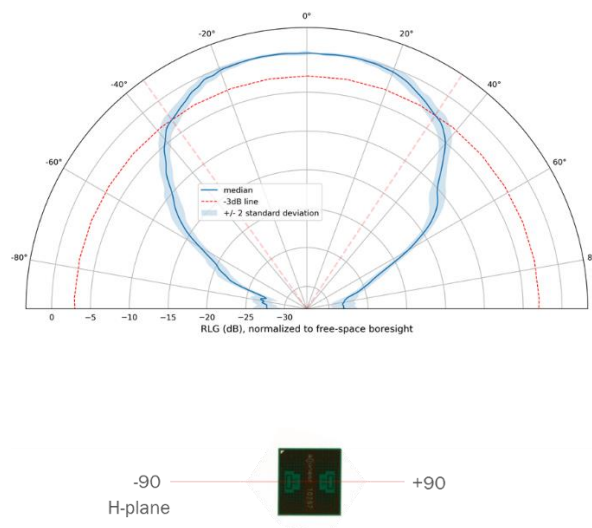 0°
-20°
20°
-40°
40°
-60°
60°
-80°
8
median
-3dB line
+/- 2 standard deviation
0 −5 −10 −15 −20 −25 −30
RLG (dB), normalized to free-space boresight
-90
+90
H-plane